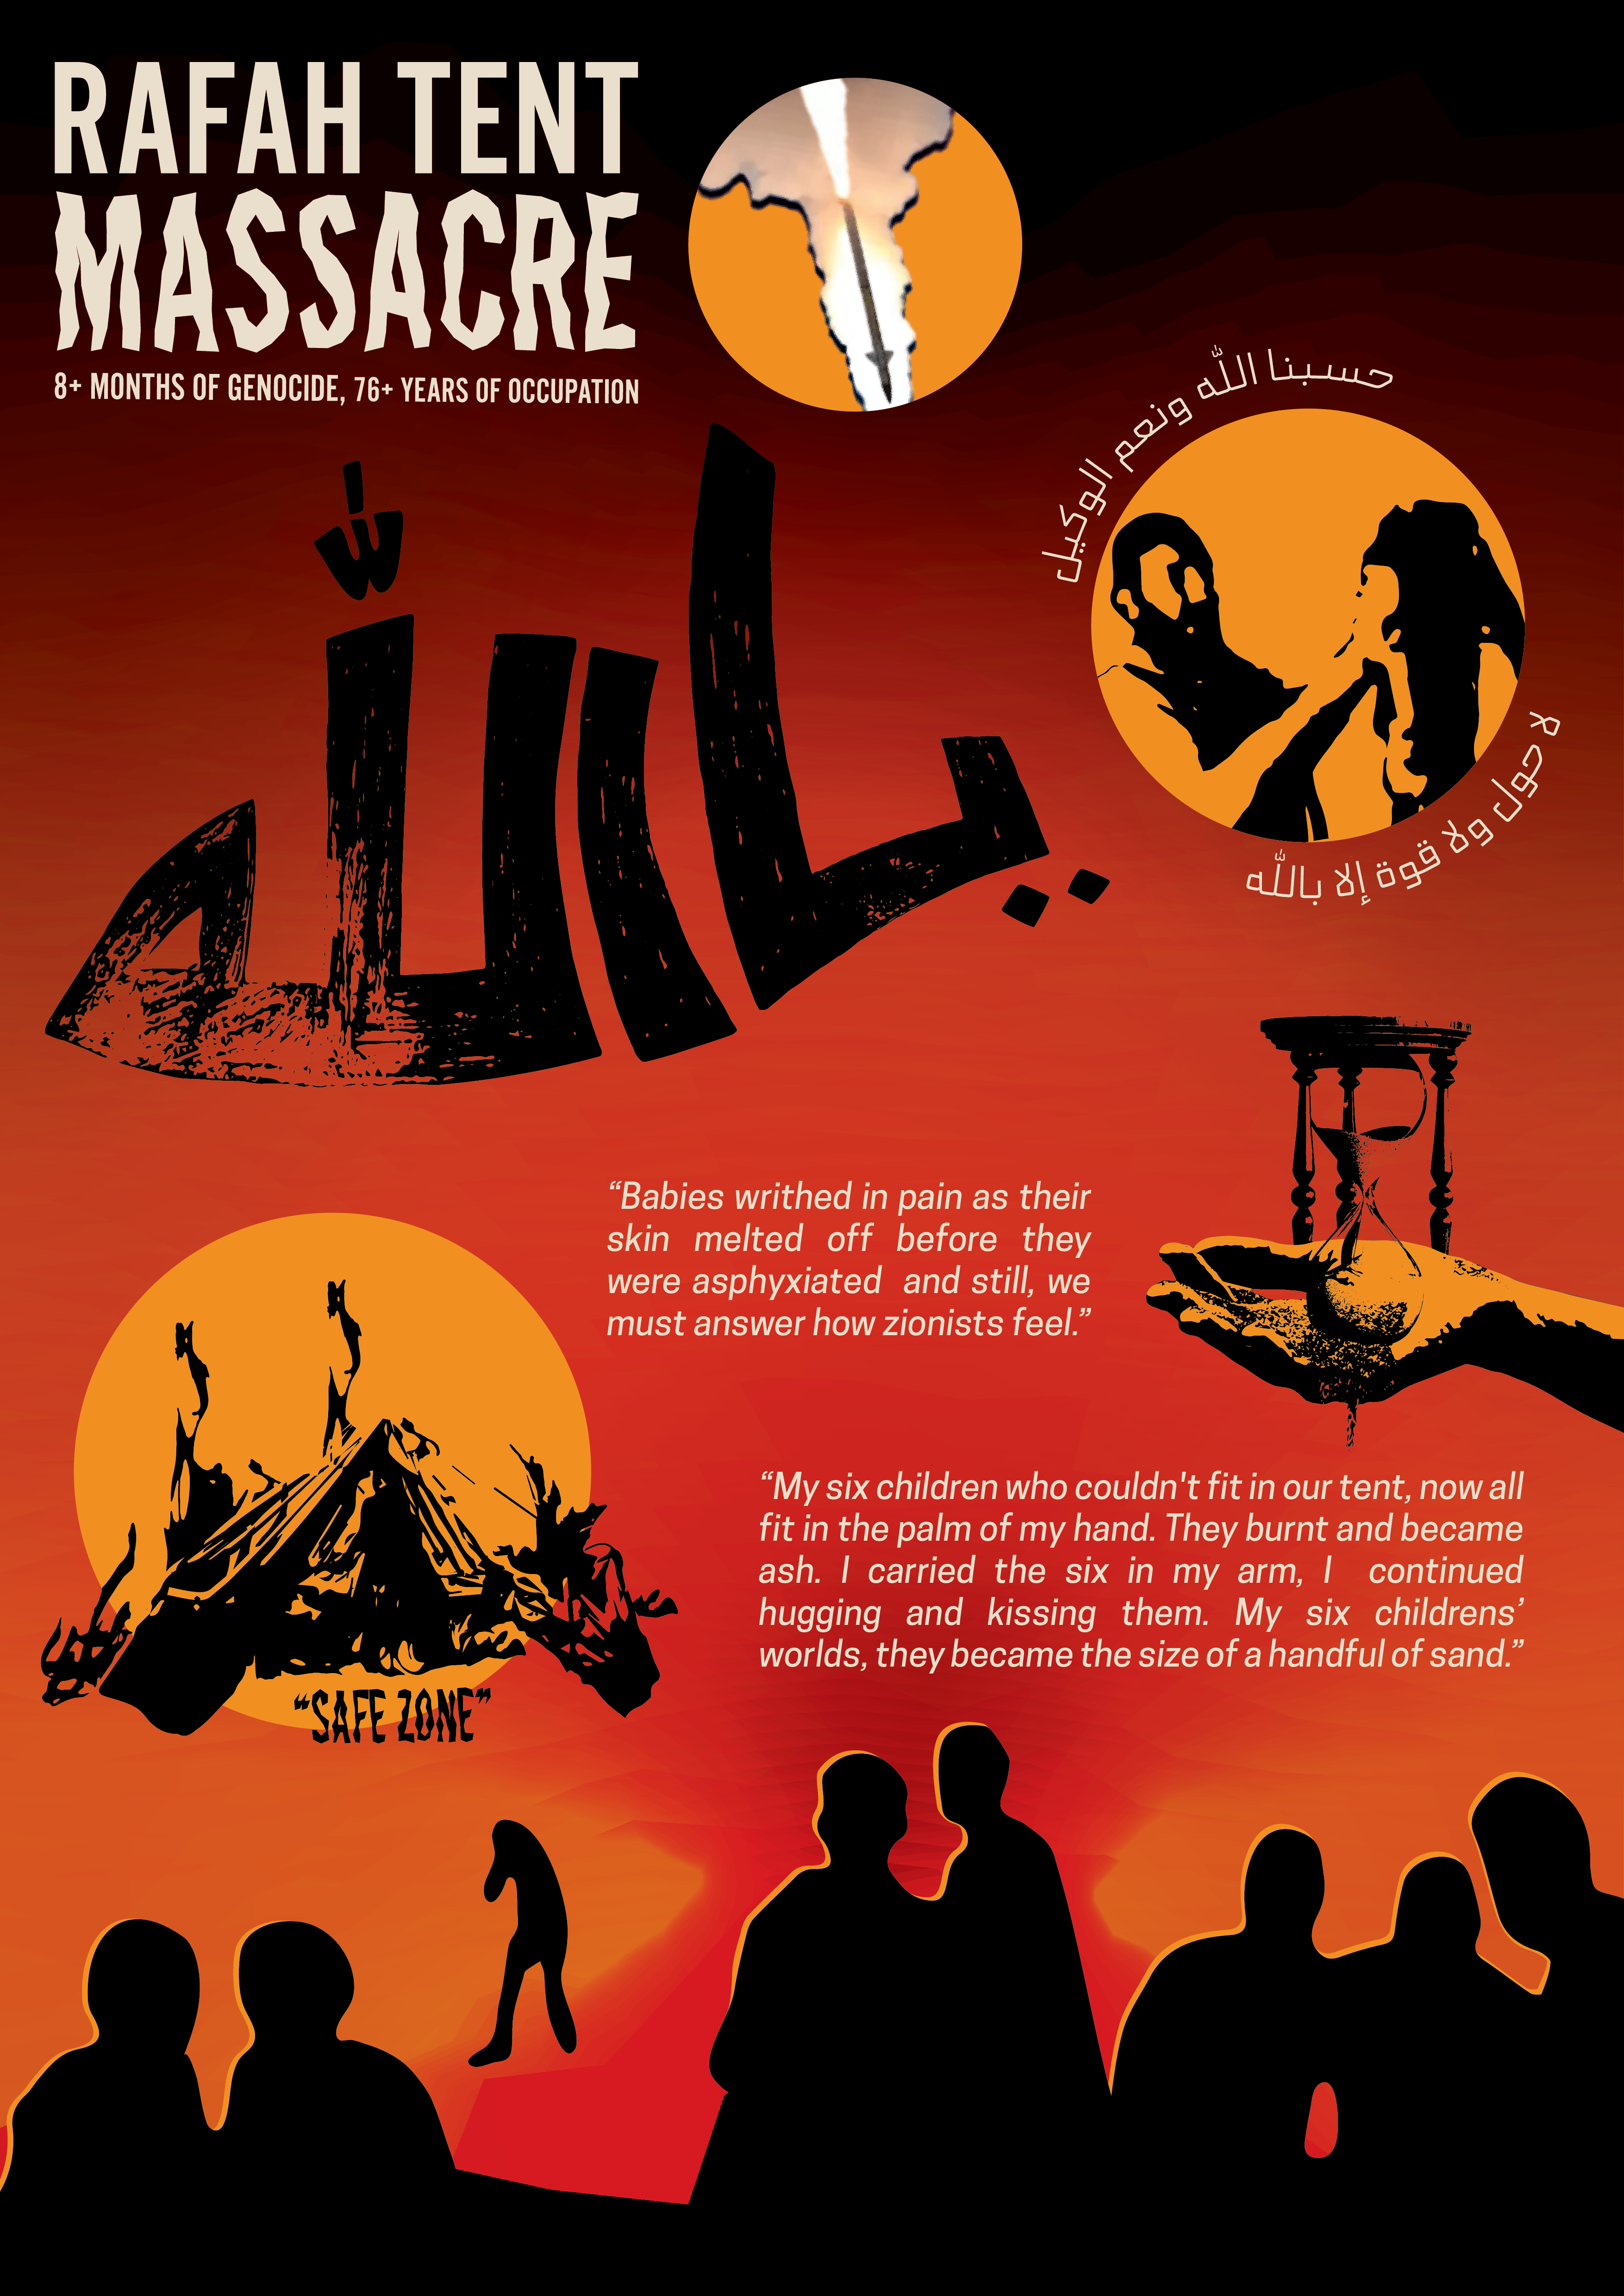 RAFAH TENT
MASSACRE
8+ MONTHS OF GENOCIDE, 76+ YEARS OF OCCUPATION
حسبنا الله ونعم الوكيل
يا الله
لا حول ولا قوة إلا بالله
“Babies writhed in pain as their
skin melted off before they
were asphyxiated and still, we
must answer how zionists feel.”
“My six children who couldn't fit in our tent, now all
fit in the palm of my hand. They burnt and became
ash. I carried the six in my arm, I continued
hugging and kissing them. My six childrens’
worlds, they became the size of a handful of sand.”
“SAFE ZONE”